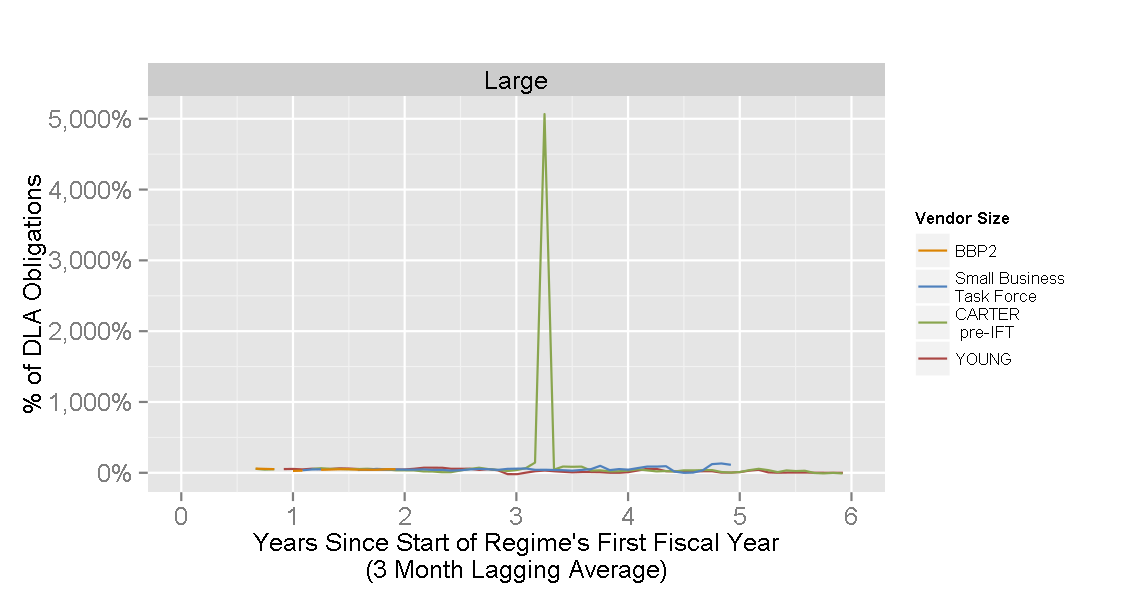 Large
% of DLA Obligations
5,000%
4,000%
3,000%
2,000%
1,000%
0%
0 1 2 3 4 5 6
Years Since Start of Regime's First Fiscal Year
(3 Month Lagging Average)
Vendor Size
BBP2
Small Business
Task Force
CARTER
pre-IFT
YOUNG